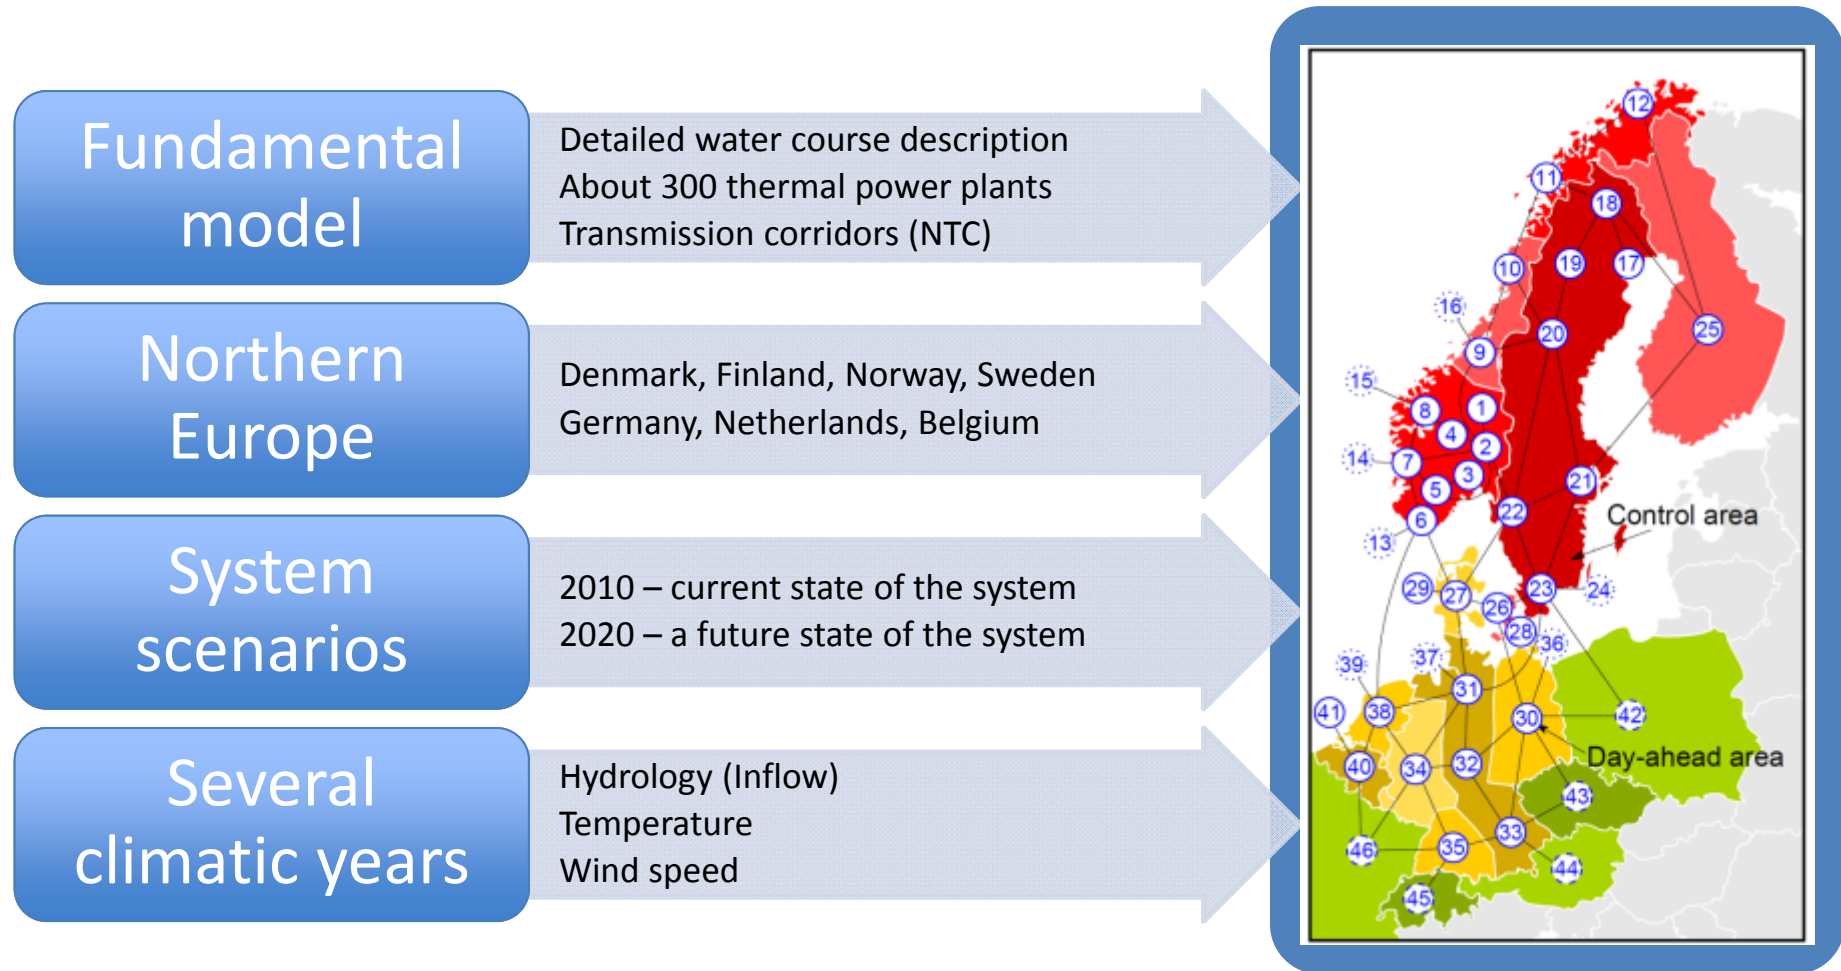 Fundamental
model
Detailed water course description
About 300 thermal power plants
Transmission corridors (NTC)
Northern
Europe
Denmark, Finland, Norway, Sweden
Germany, Netherlands, Belgium
System
scenarios
2010 – current state of the system
2020 – a future state of the system
Several
climatic years
Hydrology (Inflow)
Temperature
Wind speed
12
11
18
10
19
17
16
20
25
9
15
8
1
4
2
14
7
3
5
21
22
6
Control area
13
29
27
26
23
24
28
36
39
37
31
41
38
30
42
Day-ahead area
40
34
32
43
33
46
35
44
45